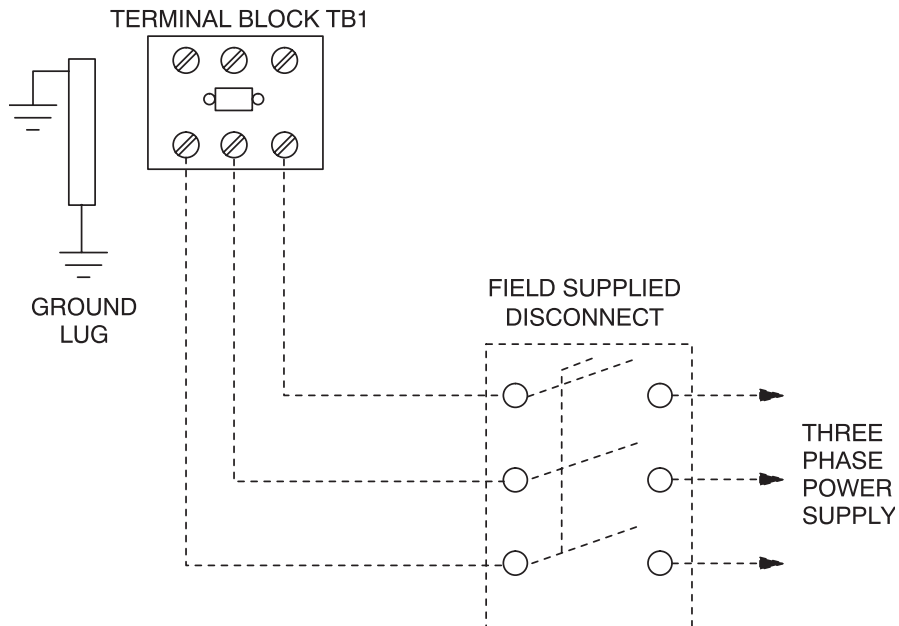 TERMINAL BLOCK TB1
GROUND
LUG
FIELD SUPPLIED
DISCONNECT
THREE
PHASE
POWER
SUPPLY